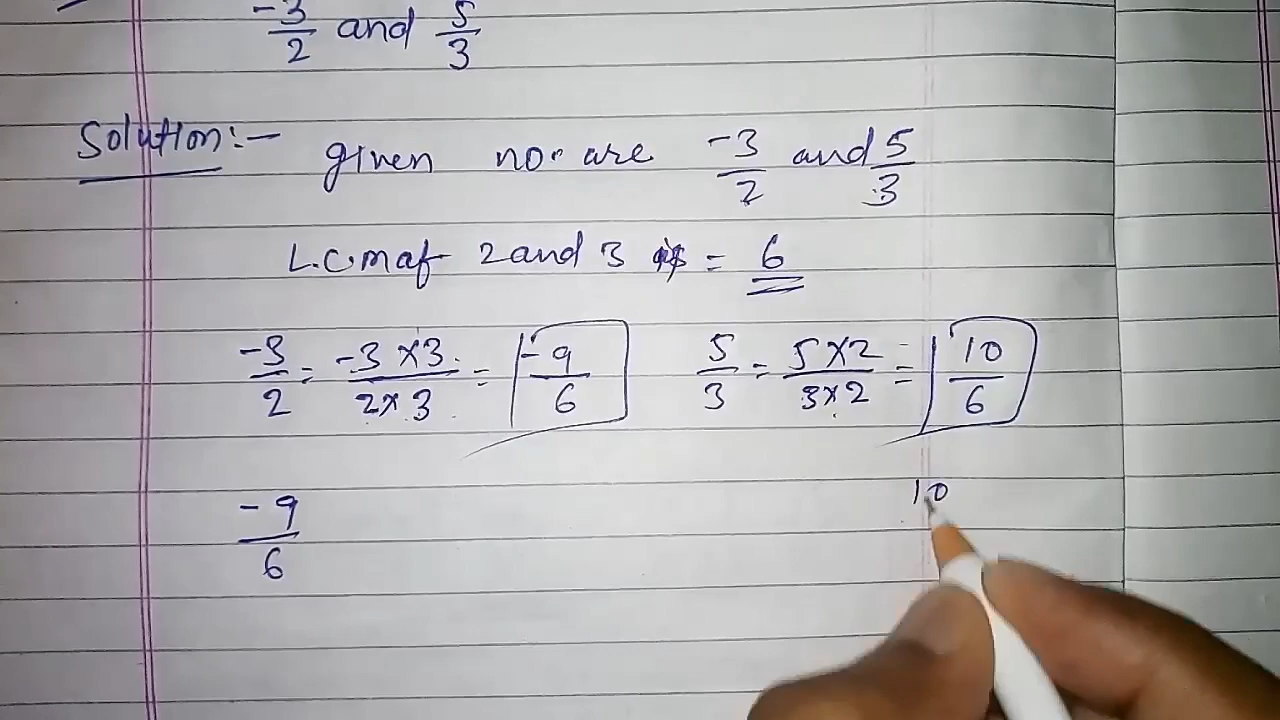 -3/2 and 5/3
Solution:-
given no. are -3/2 and 5/3
L.C.M of 2 and 3 is = 6
-3/2 = -3×3/2×3 = -9/6 5/3 = 5×2/3×2 = 10/6
-9/6 10